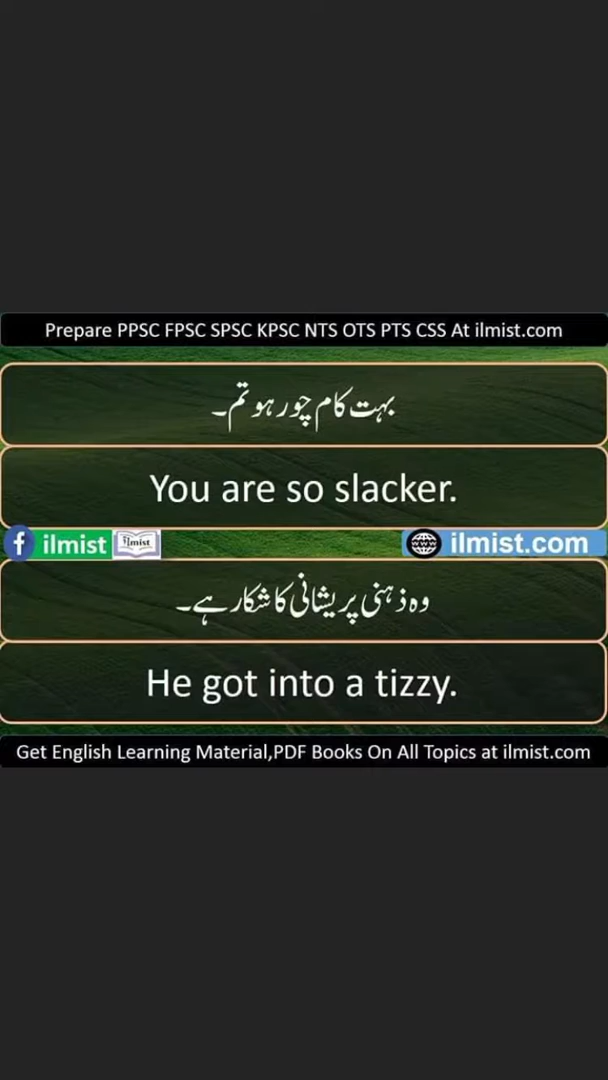 Prepare PPSC FPSC SPSC KPSC NTS OTS PTS CSS At ilmist.com
بہت کام چور ہو تم۔
You are so slacker.
f ilmist ilmist ilmist.com
وہ ذہنی پریشانی کا شکار ہے۔
He got into a tizzy.
Get English Learning Material,PDF Books On All Topics at ilmist.com